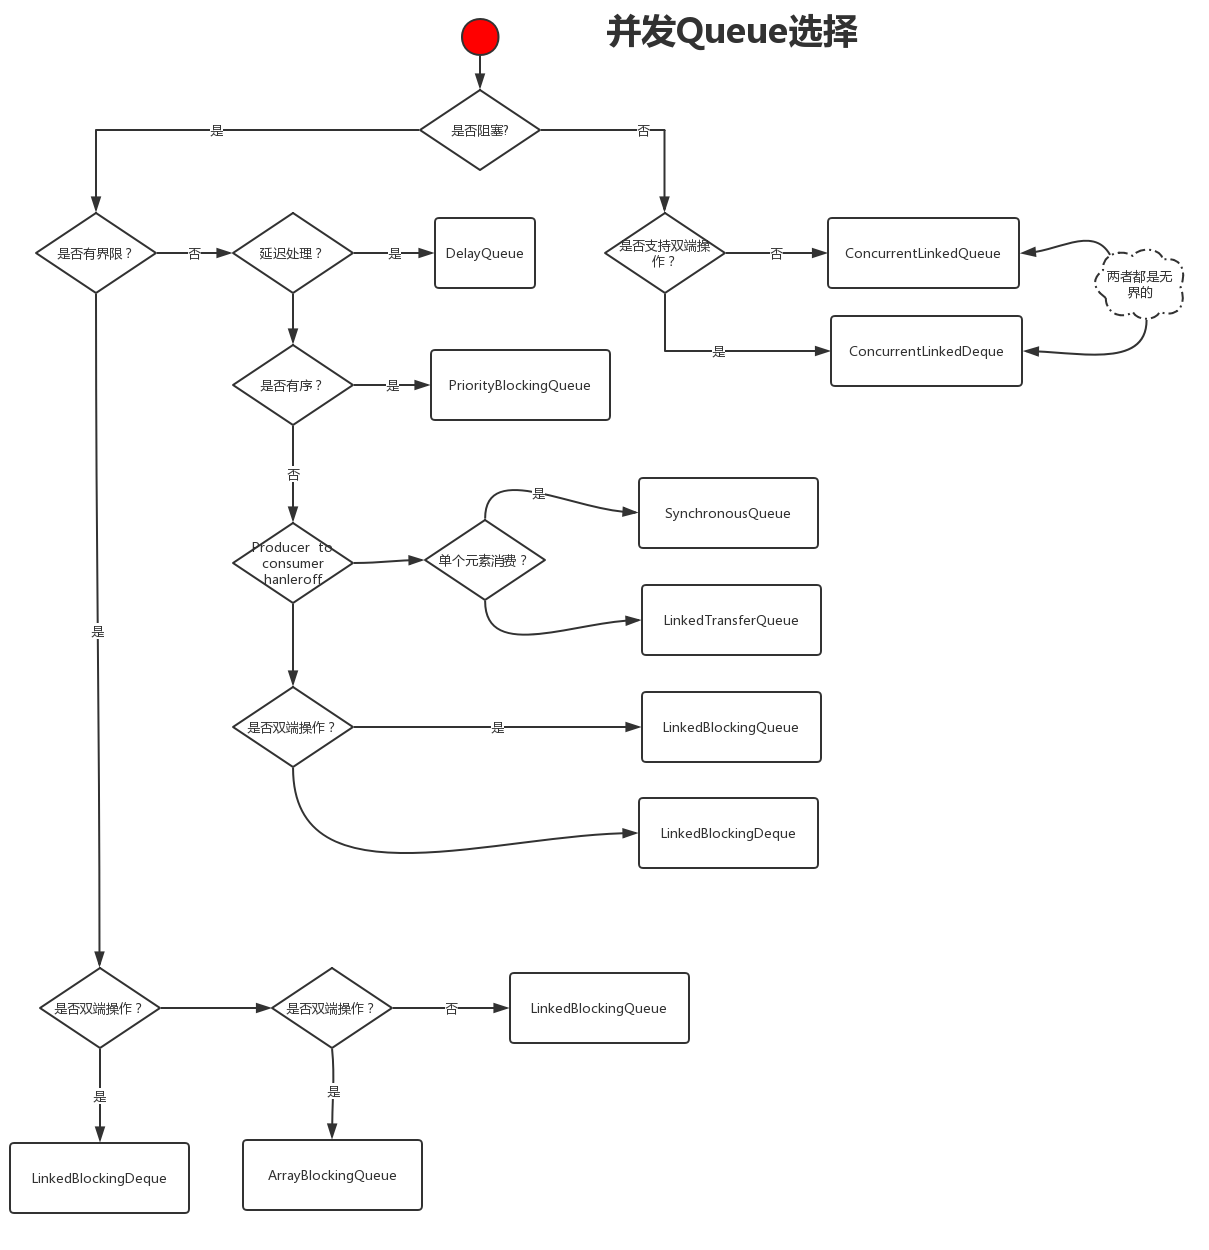 并发Queue选择
是否阻塞?
是
否
是否有界限？
否
延迟处理？
是
DelayQueue
是否支持双端操
作？
否
ConcurrentLinkedQueue
两者都是无
界的
是
ConcurrentLinkedDeque
是否有序？
是
PriorityBlockingQueue
否
是
SynchronousQueue
Producer to
consumer
hanleroff
单个元素消费？
LinkedTransferQueue
是
是否双端操作？
是
LinkedBlockingQueue
LinkedBlockingDeque
是否双端操作？
是否双端操作？
否
LinkedBlockingQueue
是
是
LinkedBlockingDeque
ArrayBlockingQueue